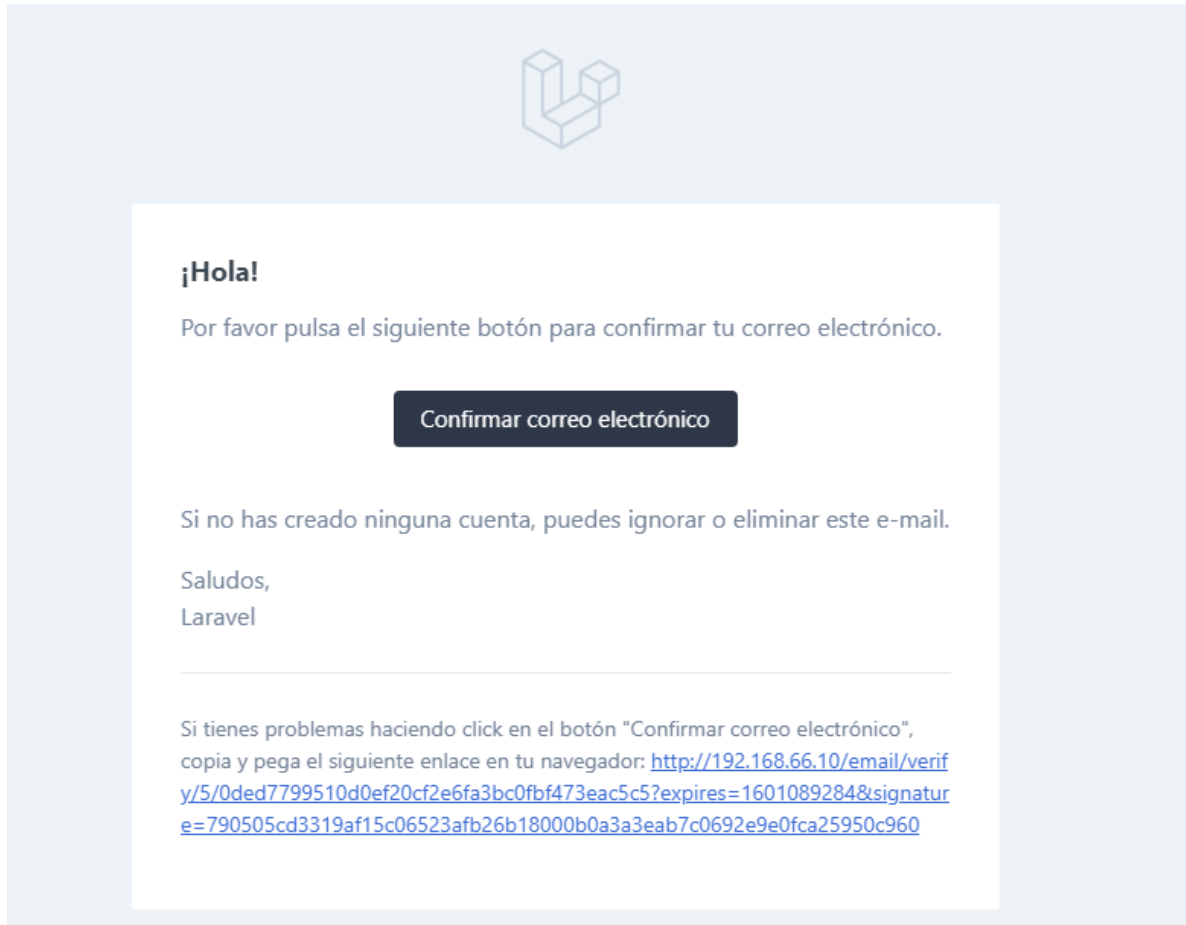 ¡Hola!
Por favor pulsa el siguiente botón para confirmar tu correo electrónico.
Confirmar correo electrónico
Si no has creado ninguna cuenta, puedes ignorar o eliminar este e-mail.
Saludos,
Laravel
Si tienes problemas haciendo click en el botón "Confirmar correo electrónico",
copia y pega el siguiente enlace en tu navegador: http://192.168.66.10/email/verif
y/5/0ded7799510d0ef20cf2e6fa3bc0fbf473eac5c5?expires=1601089284&signatur
e=790505cd3319af15c06523afb26b18000b0a3a3eab7c0692e9e0fca25950c960